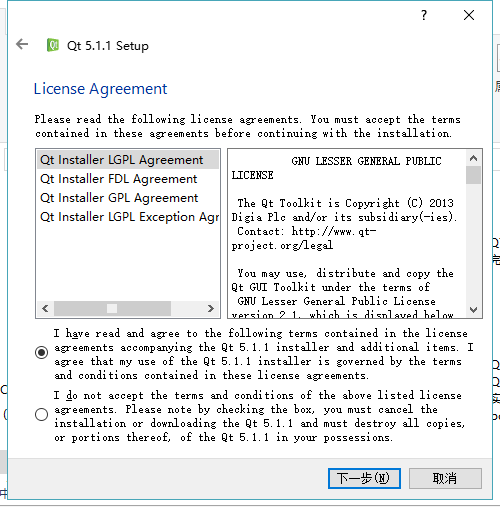 ?
Qt 5.1.1 Setup
License Agreement
Please read the following license agreements. You must accept the terms
contained in these agreements before continuing with the installation.
Qt Installer LGPL Agreement
Qt Installer FDL Agreement
Qt Installer GPL Agreement
Qt Installer LGPL Exception Agr
GNU LESSER GENERAL PUBLIC
LICENSE
The Qt Toolkit is Copyright (C) 2013
Digia Plc and/or its subsidiary(-ies).
Contact: http://www.qt-
project.org/legal
You may use, distribute and copy the
Qt GUI Toolkit under the terms of
GNU Lesser General Public License
version 2.1, which is displayed below
I have read and agree to the following terms contained in the license
agreements accompanying the Qt 5.1.1 installer and additional items. I
agree that my use of the Qt 5.1.1 installer is governed by the terms
and conditions contained in these license agreements.
I do not accept the terms and conditions of the above listed license
agreements. Please note by checking the box, you must cancel the
installation or downloading the Qt 5.1.1 and must destroy all copies,
or portions thereof, of the Qt 5.1.1 in your possessions.
下一步(N)
取消